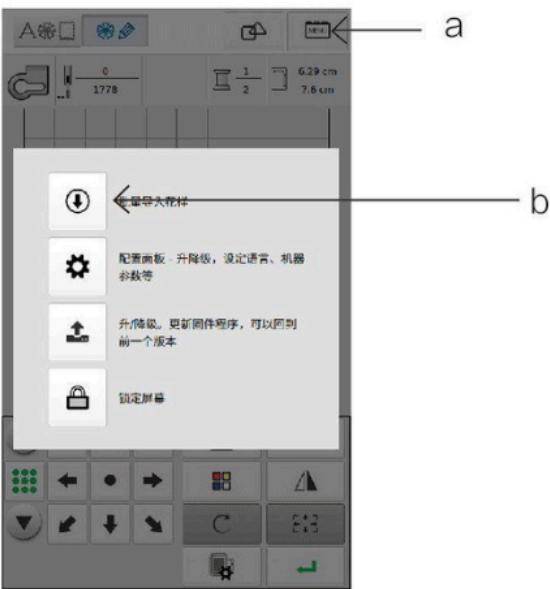 a
MENU
0
1778
1
2
6.29 cm
7.6 cm
b
批量导入花样
配置面板 - 升降级，设定语言、机器
参数等
升/降级。更新固件程序，可以回到
前一个版本
锁定屏幕